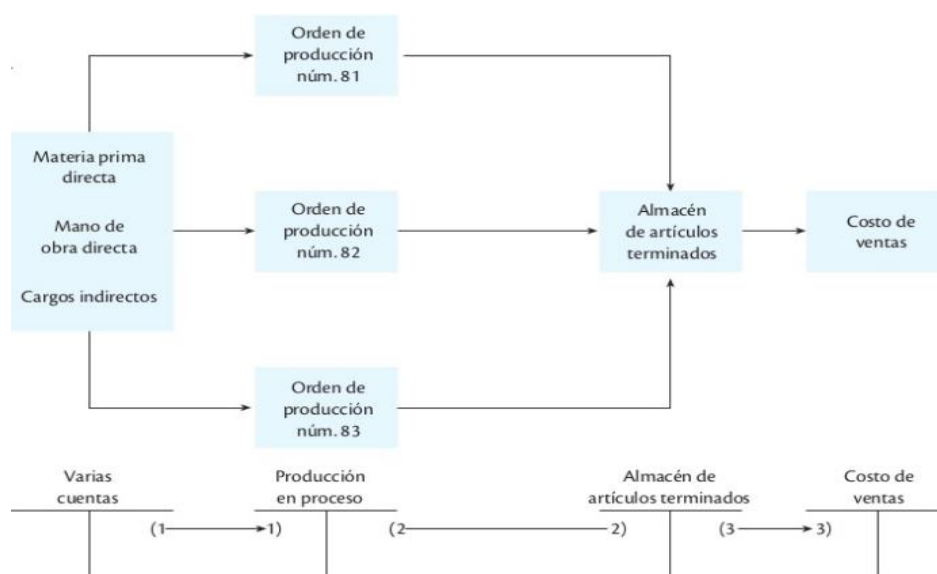 Orden de
producción
núm. 81
Materia prima
directa
Mano de
obra directa
Cargos indirectos
Orden de
producción
núm. 82
Almacén
de artículos
terminados
Costo de
ventas
Orden de
producción
núm. 83
Varias
cuentas
Producción
en proceso
Almacén de
artículos terminados
Costo de
ventas
(1 1) (2 2) (3 3)